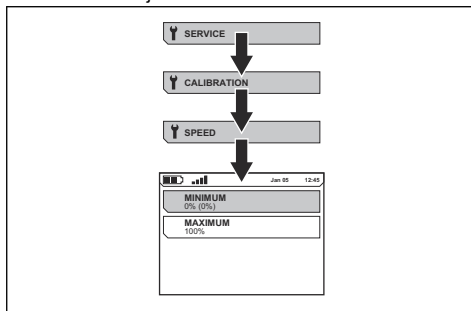 SERVICE
CALIBRATION
SPEED
Jan 05 12:45
MINIMUM
0% (0%)
MAXIMUM
100%